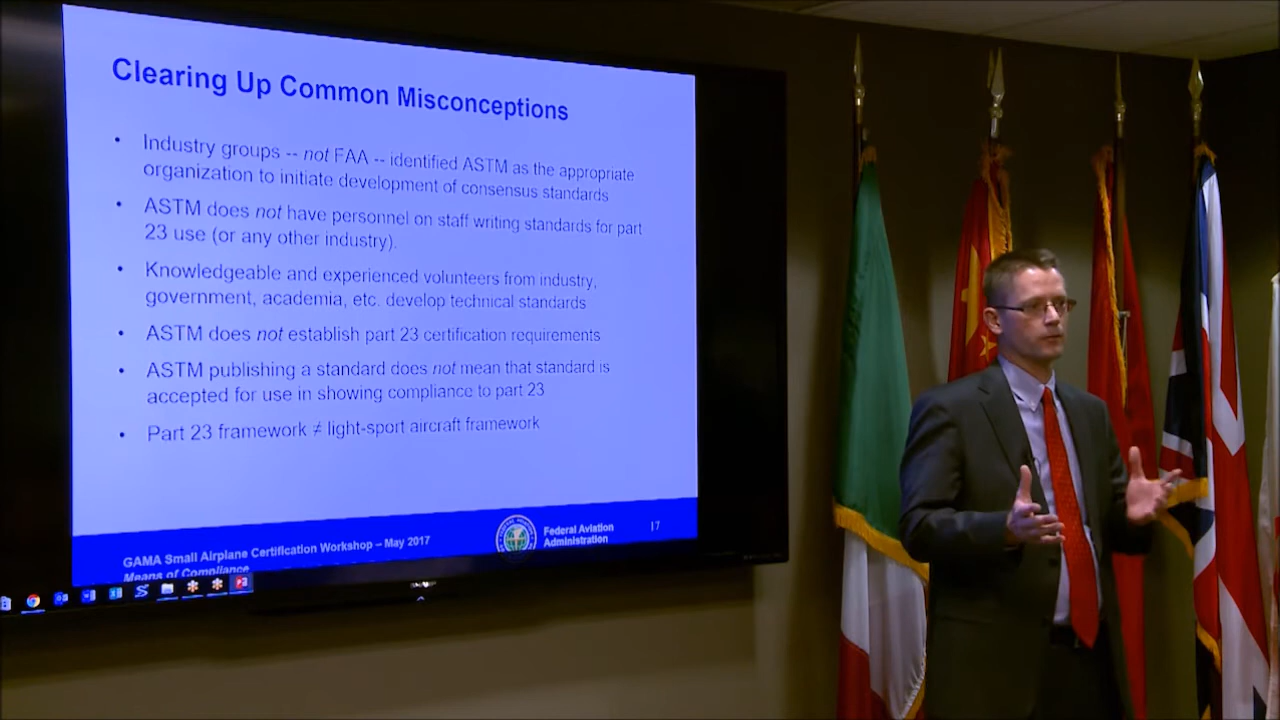 Clearing Up Common Misconceptions
• Industry groups -- not FAA -- identified ASTM as the appropriate
organization to initiate development of consensus standards
• ASTM does not have personnel on staff writing standards for part
23 use (or any other industry).
• Knowledgeable and experienced volunteers from industry,
government, academia, etc. develop technical standards
• ASTM does not establish part 23 certification requirements
• ASTM publishing a standard does not mean that standard is
accepted for use in showing compliance to part 23
• Part 23 framework ≠ light-sport aircraft framework
GAMA Small Airplane Certification Workshop – May 2017
Means of Compliance
Federal Aviation
Administration
17